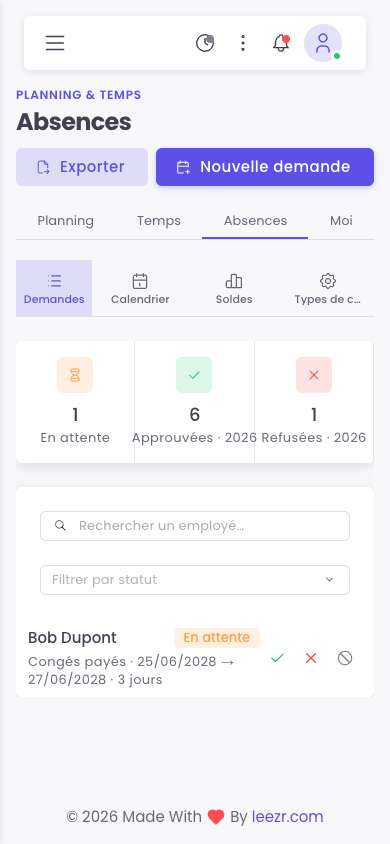 PLANNING & TEMPS
Absences
Exporter
Nouvelle demande
Planning
Temps
Absences
Moi
Demandes
Calendrier
Soldes
Types de c...
1
En attente
6
Approuvées · 2026
1
Refusées · 2026
Rechercher un employé...
Filtrer par statut
Bob Dupont
En attente
Congés payés · 25/06/2028 →
27/06/2028 · 3 jours
© 2026 Made With ❤ By leezr.com